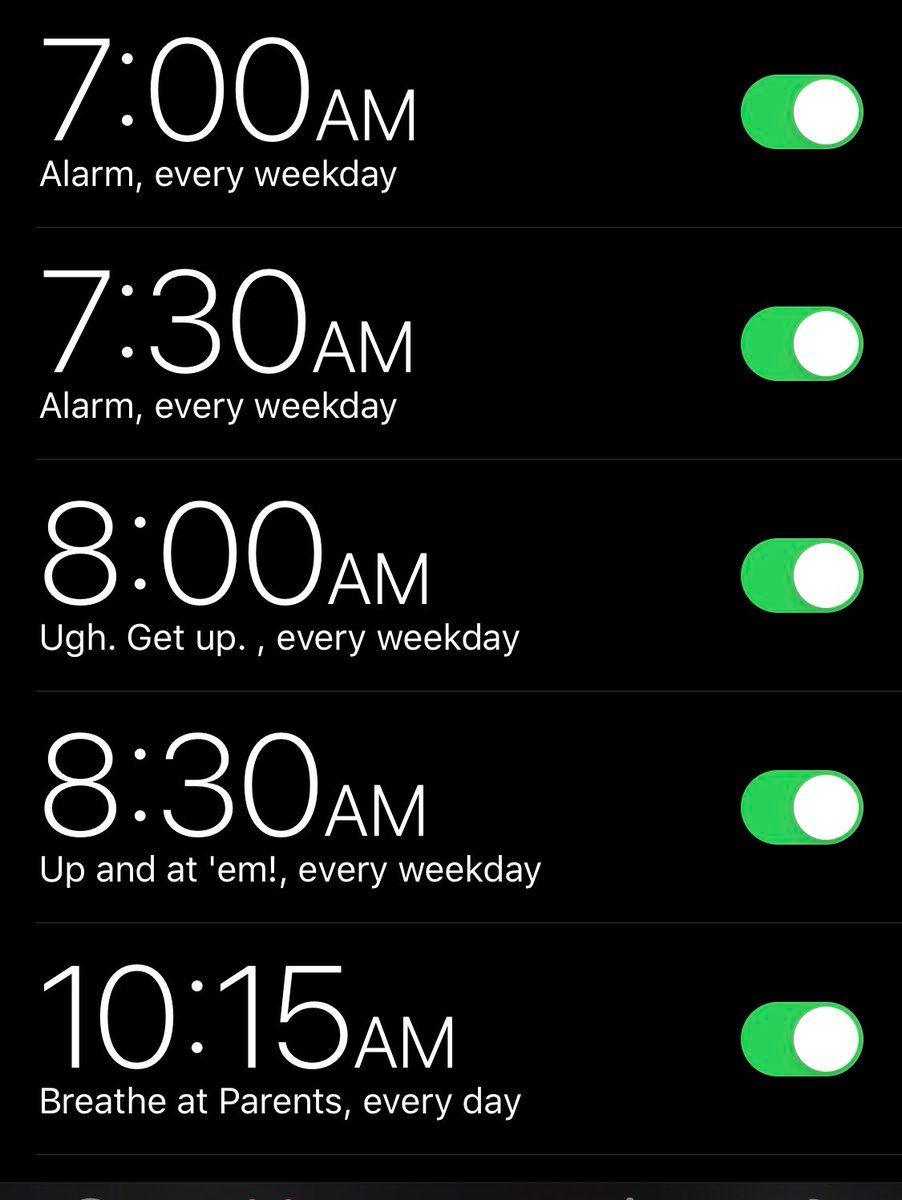 7:00AM
Alarm, every weekday
7:30AM
Alarm, every weekday
8:00AM
Ugh. Get up. , every weekday
8:30AM
Up and at 'em!, every weekday
10:15AM
Breathe at Parents, every day